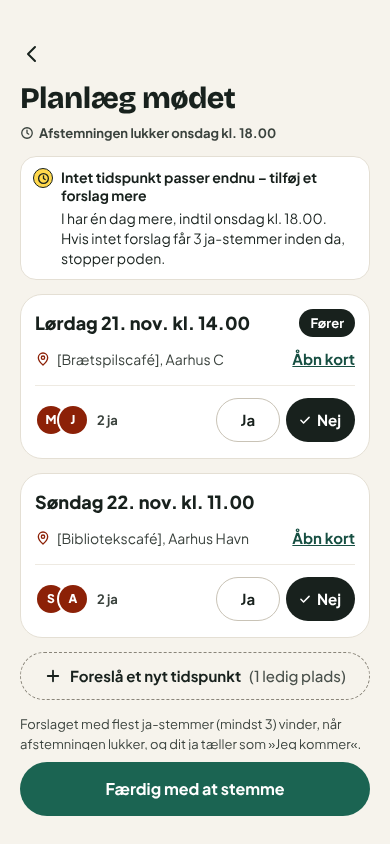 Planlæg mødet
Afstemningen lukker onsdag kl. 18.00
Intet tidspunkt passer endnu – tilføj et
forslag mere
I har én dag mere, indtil onsdag kl. 18.00.
Hvis intet forslag får 3 ja-stemmer inden da,
stopper poden.
Lørdag 21. nov. kl. 14.00
Fører
[Brætspilscafé], Aarhus C
Åbn kort
M J 2 ja
Ja
Nej
Søndag 22. nov. kl. 11.00
[Bibliotekscafé], Aarhus Havn
Åbn kort
S A 2 ja
Ja
Nej
Foreslå et nyt tidspunkt (1 ledig plads)
Forslaget med flest ja-stemmer (mindst 3) vinder, når
afstemningen lukker, og dit ja tæller som »Jeg kommer«.
Færdig med at stemme